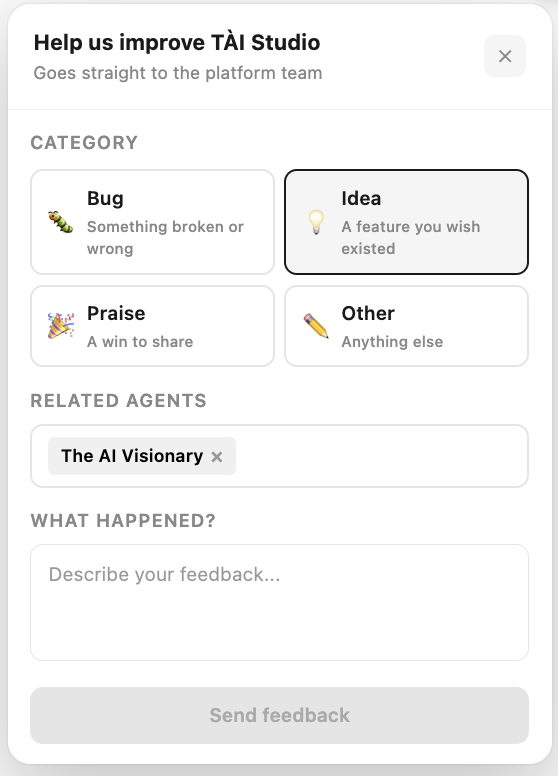 Help us improve TÀI Studio
Goes straight to the platform team
CATEGORY
Bug
Something broken or
wrong
Idea
A feature you wish
existed
Praise
A win to share
Other
Anything else
RELATED AGENTS
The AI Visionary ×
WHAT HAPPENED?
Describe your feedback...
Send feedback